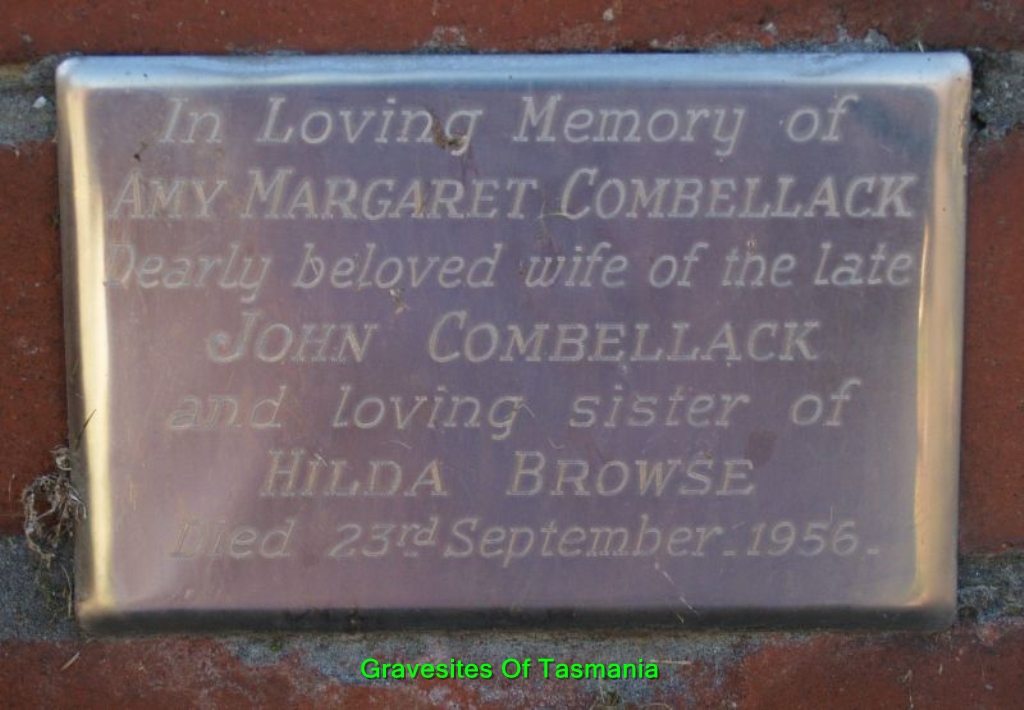 In Loving Memory of
AMY MARGARET COMBELLACK
Dearly beloved wife of the late
JOHN COMBELLACK
and loving sister of
HILDA BROWSE
Died 23rd September. 1956.
Gravesites Of Tasmania